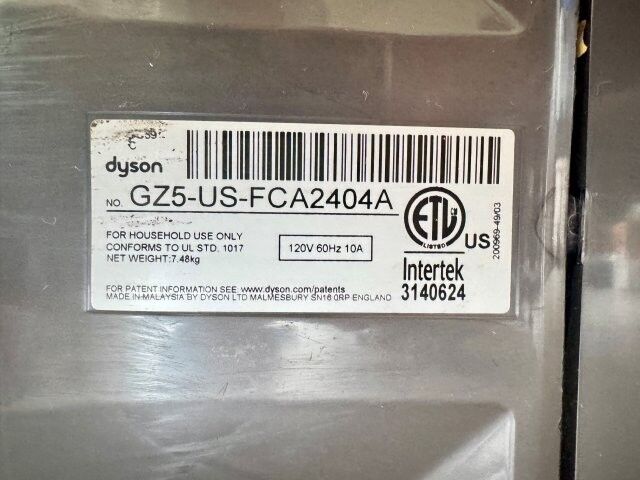 dyson
NO. GZ5-US-FCA2404A
FOR HOUSEHOLD USE ONLY
CONFORMS TO UL STD. 1017
NET WEIGHT:7.48kg
120V 60Hz 10A
ETL
LISTED
US
Intertek
3140624
200969-49/03
FOR PATENT INFORMATION SEE: www.dyson.com/patents
MADE IN MALAYSIA BY DYSON LTD MALMESBURY SN16 0RP ENGLAND